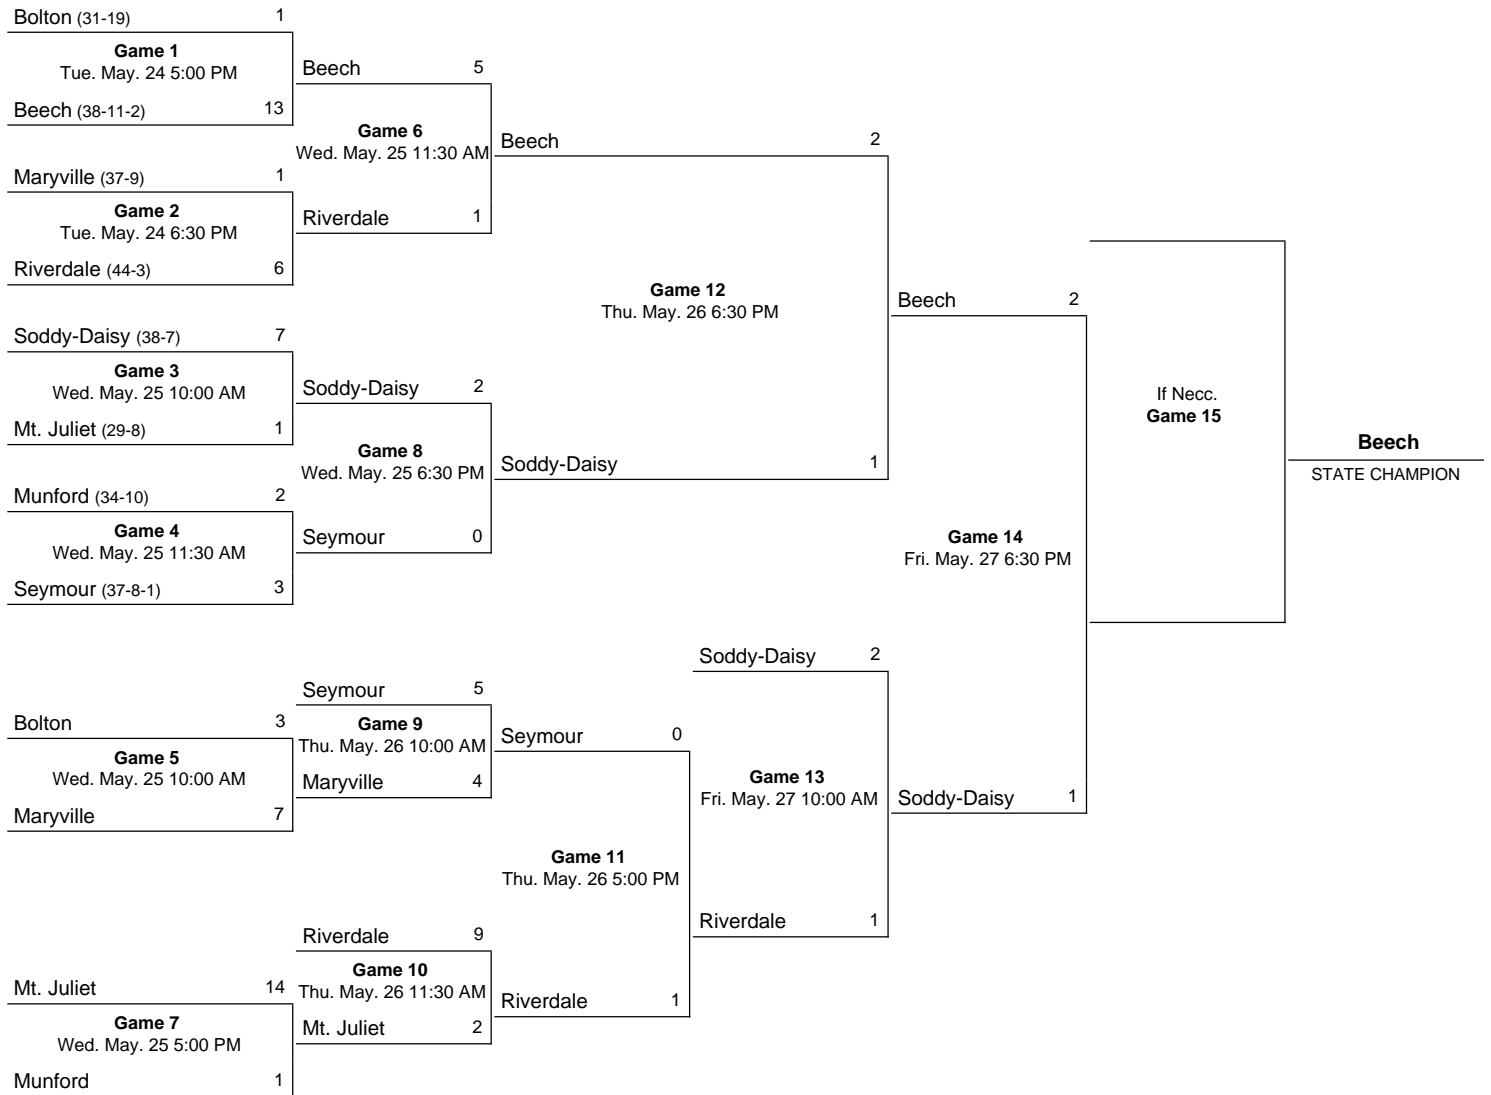 Bolton (31-19) 1
Game 1
Tue. May. 24 5:00 PM
Beech (38-11-2) 13
Maryville (37-9) 1
Game 2
Tue. May. 24 6:30 PM
Riverdale (44-3) 6
Soddy-Daisy (38-7) 7
Game 3
Wed. May. 25 10:00 AM
Mt. Juliet (29-8) 1
Munford (34-10) 2
Game 4
Wed. May. 25 11:30 AM
Seymour (37-8-1) 3
Bolton 3
Game 5
Wed. May. 25 10:00 AM
Maryville 7
Mt. Juliet 14
Game 7
Wed. May. 25 5:00 PM
Munford 1
Beech 5
Game 6
Wed. May. 25 11:30 AM
Riverdale 1
Soddy-Daisy 2
Game 8
Wed. May. 25 6:30 PM
Seymour 0
Seymour 5
Game 9
Thu. May. 26 10:00 AM
Maryville 4
Riverdale 9
Game 10
Thu. May. 26 11:30 AM
Mt. Juliet 2
Beech 2
Game 12
Thu. May. 26 6:30 PM
Soddy-Daisy 1
Seymour 0
Game 11
Thu. May. 26 5:00 PM
Riverdale 1
Soddy-Daisy 2
Game 13
Fri. May. 27 10:00 AM
Riverdale 1
Beech 2
Game 14
Fri. May. 27 6:30 PM
Soddy-Daisy 1
If Necc.
Game 15
Beech
STATE CHAMPION